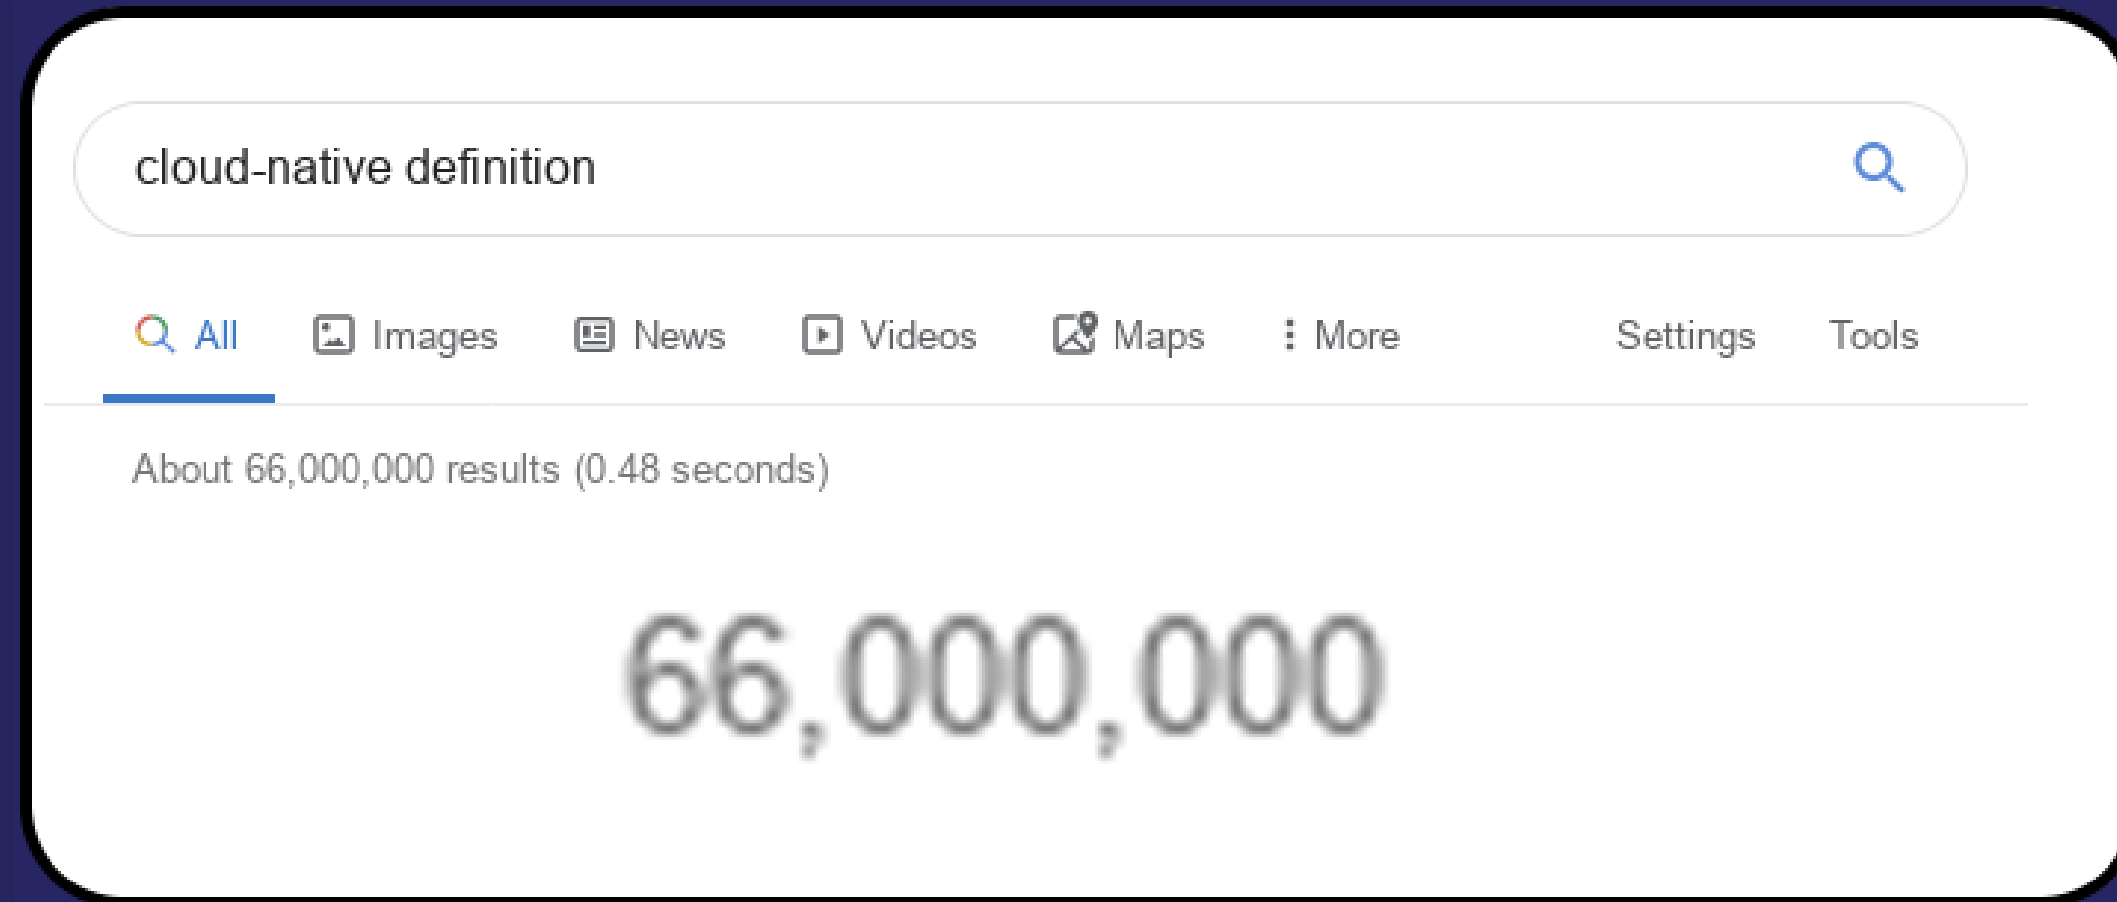 cloud-native definition
All Images News Videos Maps More Settings Tools
About 66,000,000 results (0.48 seconds)
66,000,000